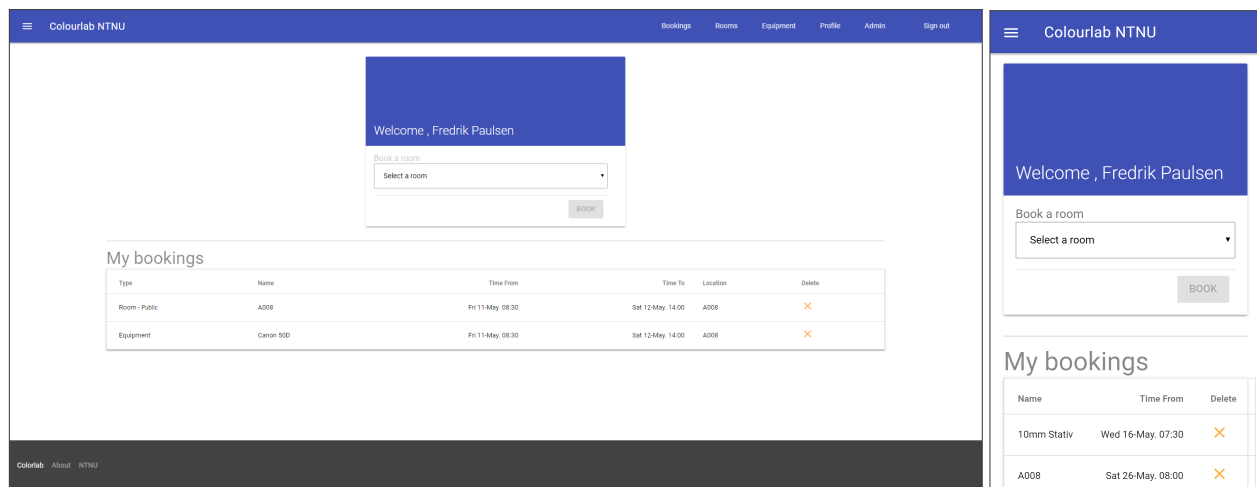 Colourlab NTNU Bookings Rooms Equipment Profile Admin Sign out
Welcome , Fredrik Paulsen
Book a room
Select a room
BOOK
My bookings
Type Name Time From Time To Location Delete
Room - Public A008 Fri 11-May. 08:30 Sat 12-May. 14:00 A008
Equipment Canon 50D Fri 11-May. 08:30 Sat 12-May. 14:00 A008
Colorlab About NTNU
Colourlab NTNU
Welcome , Fredrik Paulsen
Book a room
Select a room
BOOK
My bookings
Name Time From Delete
10mm Stativ Wed 16-May. 07:30
A008 Sat 26-May. 08:00